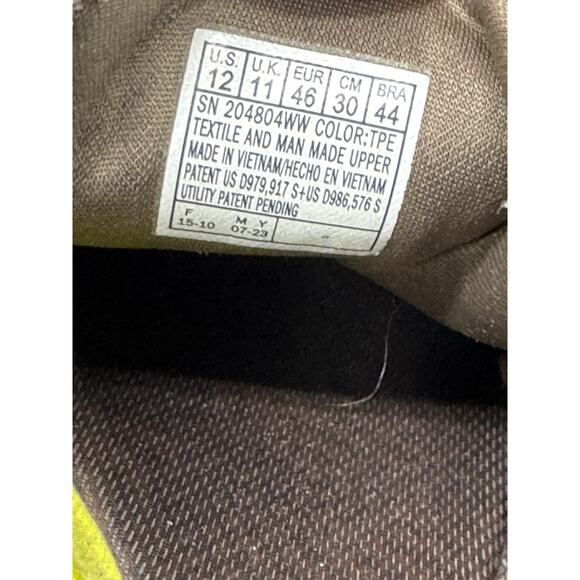 U.S. U.K. EUR CM BRA
12 11 46 30 44
SN 204804WW COLOR:TPE
TEXTILE AND MAN MADE UPPER
MADE IN VIETNAM/HECHO EN VIETNAM
PATENT US D979,917 S+US D986,576 S
UTILITY PATENT PENDING
F M Y
15-10 07-23 -